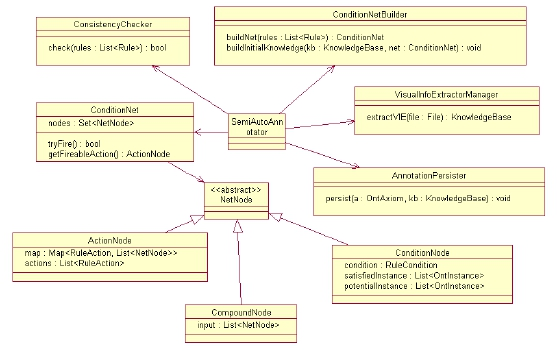 ConsistencyChecker
check(rules : List<Rule>) : bool
ConditionNetBuilder
buildNet(rules : List<Rule>) : ConditionNet
buildInitialKnowledge(kb : KnowledgeBase, net : ConditionNet) : void
ConditionNet
nodes : Set<NetNode>
tryFire() : bool
getFireableAction() : ActionNode
SemiAutoAnn
otator
VisualInfoExtractorManager
extractVIE(file : File) : KnowledgeBase
AnnotationPersister
persist(a : OntAxiom, kb : KnowledgeBase) : void
<<abstract>>
NetNode
ActionNode
map : Map<RuleAction, List<NetNode>>
actions : List<RuleAction>
ConditionNode
condition : RuleCondition
satisfiedInstance : List<OntInstance>
potentialInstance : List<OntInstance>
CompoundNode
input : List<NetNode>